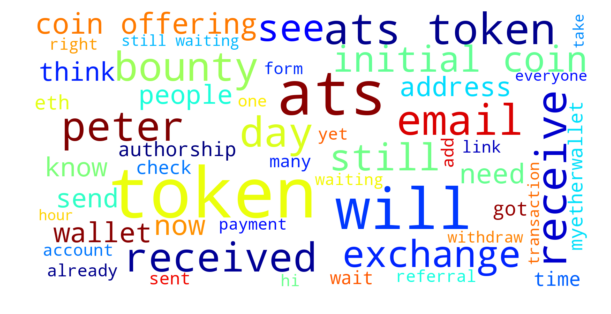 coin offering
see
ats token
right
still waiting
take
think
bounty
form
initial coin
everyone
eth
people
one
ats
address
peter
day
yet
email
authorship
many
add
link
know
check
still
need
receive
myetherwallet
send
token
waiting
will
got
transaction
hour
wallet
now
payment
withdraw
account
received
exchange
already
sent
hi
wait
referral
time